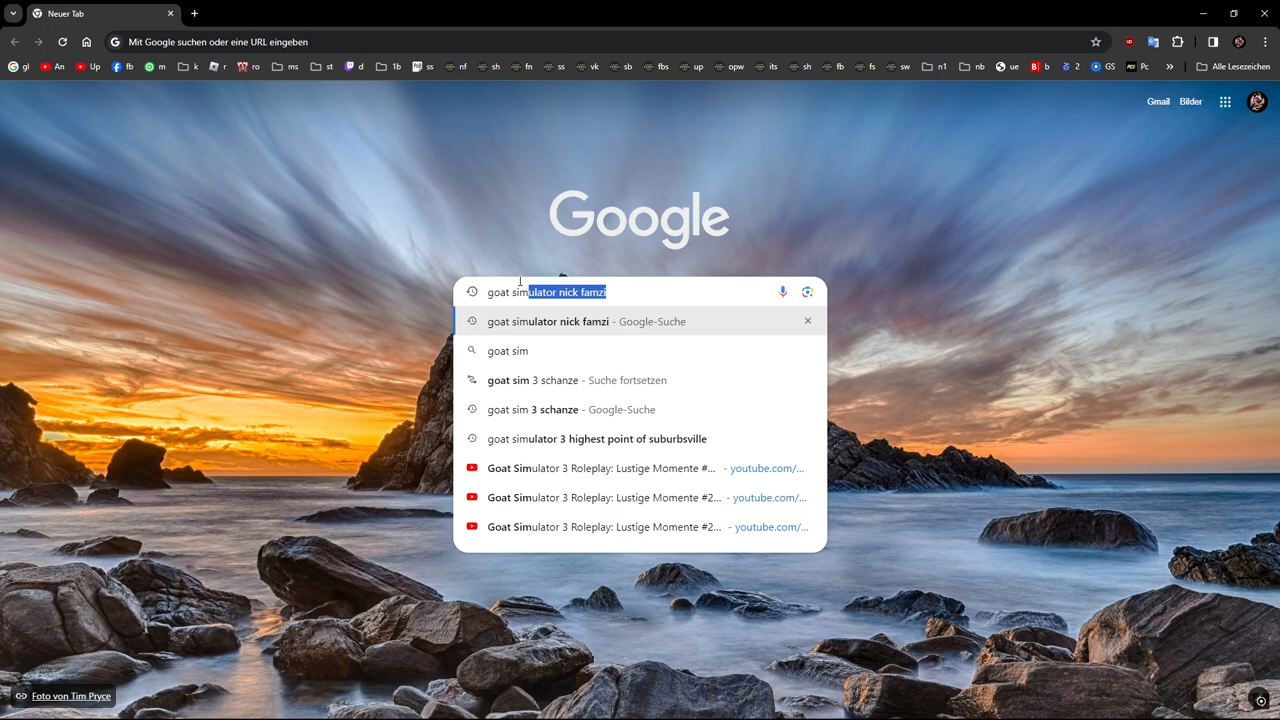 Neuer Tab
Mit Google suchen oder eine URL eingeben
gl An Up fb m k r ro ms st d 1b ss nf sh fn ss vk sb fbs up opw ts sh fb fs sw n1 nb ue b 2 GS Pc » Alle Lesezeichen
Gmail Bilder
Google
goat simulator nick famzi
goat simulator nick famzi - Google-Suche
goat sim
goat sim 3 schanze - Suche fortsetzen
goat sim 3 schanze - Google-Suche
goat simulator 3 highest point of suburbsville
Goat Simulator 3 Roleplay: Lustige Momente #... - youtube.com/...
Goat Simulator 3 Roleplay: Lustige Momente #2... - youtube.com/...
Goat Simulator 3 Roleplay: Lustige Momente #2... - youtube.com/...
Foto von Tim Pryce